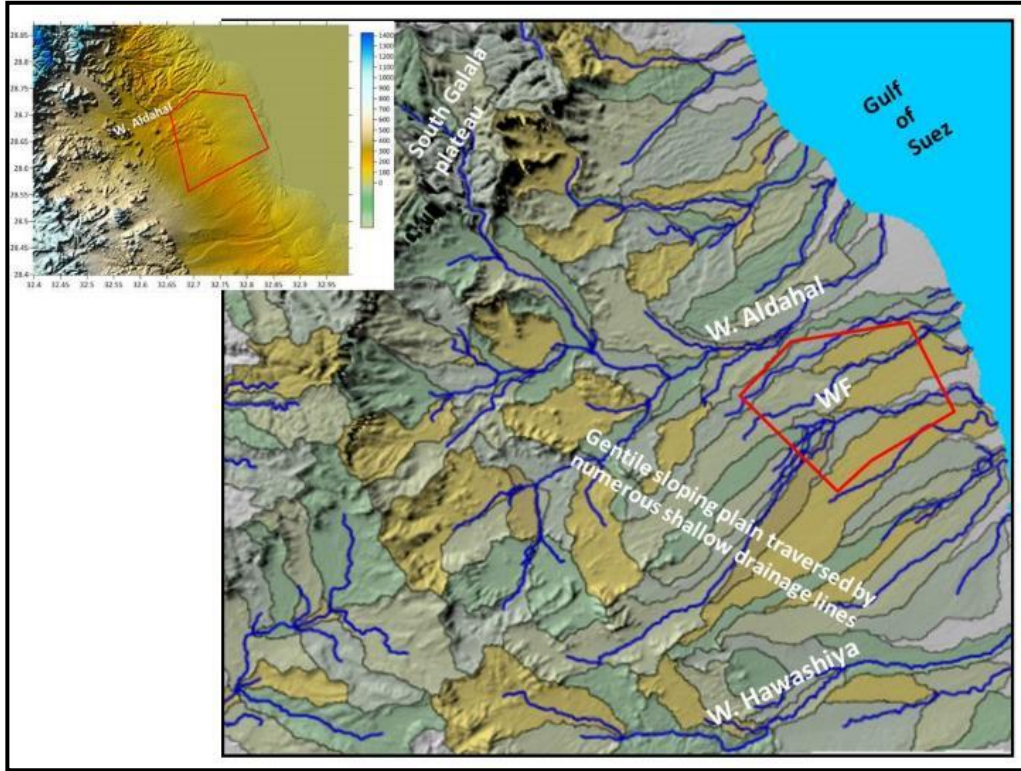 28.85
28.8
28.75
28.7
28.65
28.6
28.55
28.5
28.45
28.4
32.4 32.45 32.5 32.55 32.6 32.65 32.7 32.75 32.8 32.85 32.9 32.95
W. Aldahal
1400
1300
1200
1100
1000
900
800
700
600
500
400
300
200
100
0
South Galala
plateau
Gulf
of
Suez
W. Aldahal
WF
Gentile sloping plain traversed by
numerous shallow drainage lines
W. Hawashiya